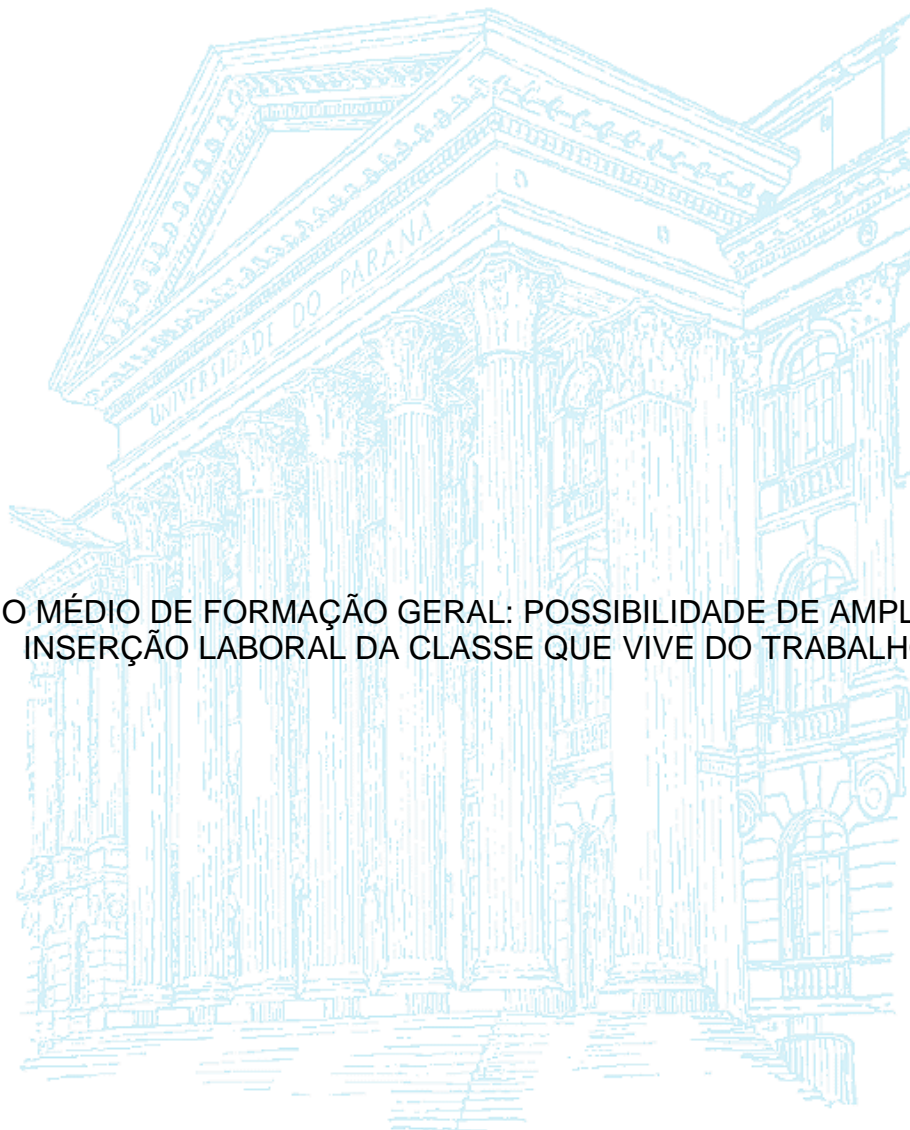 UNIVERSIDADE DO PARANÁ
O MÉDIO DE FORMAÇÃO GERAL: POSSIBILIDADE DE AMPL
INSERÇÃO LABORAL DA CLASSE QUE VIVE DO TRABALH